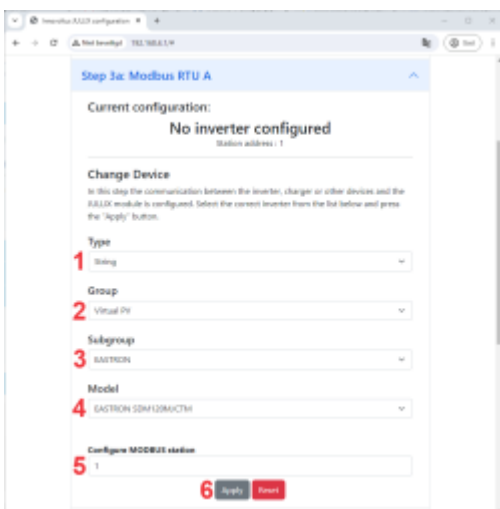 Step 3a: Modbus RTU A
Current configuration:
No inverter configured
Station address : 1
Change Device
In this step the communication between the inverter, charger or other devices and the
module is configured. Select the correct inverter from the list below and press
the "Apply" button.
Type
1 String
Group
2 Virtual PV
Subgroup
3 EASTRON
Model
4 EASTRON
Configure MODBUS station
5 1
6 Apply Reset